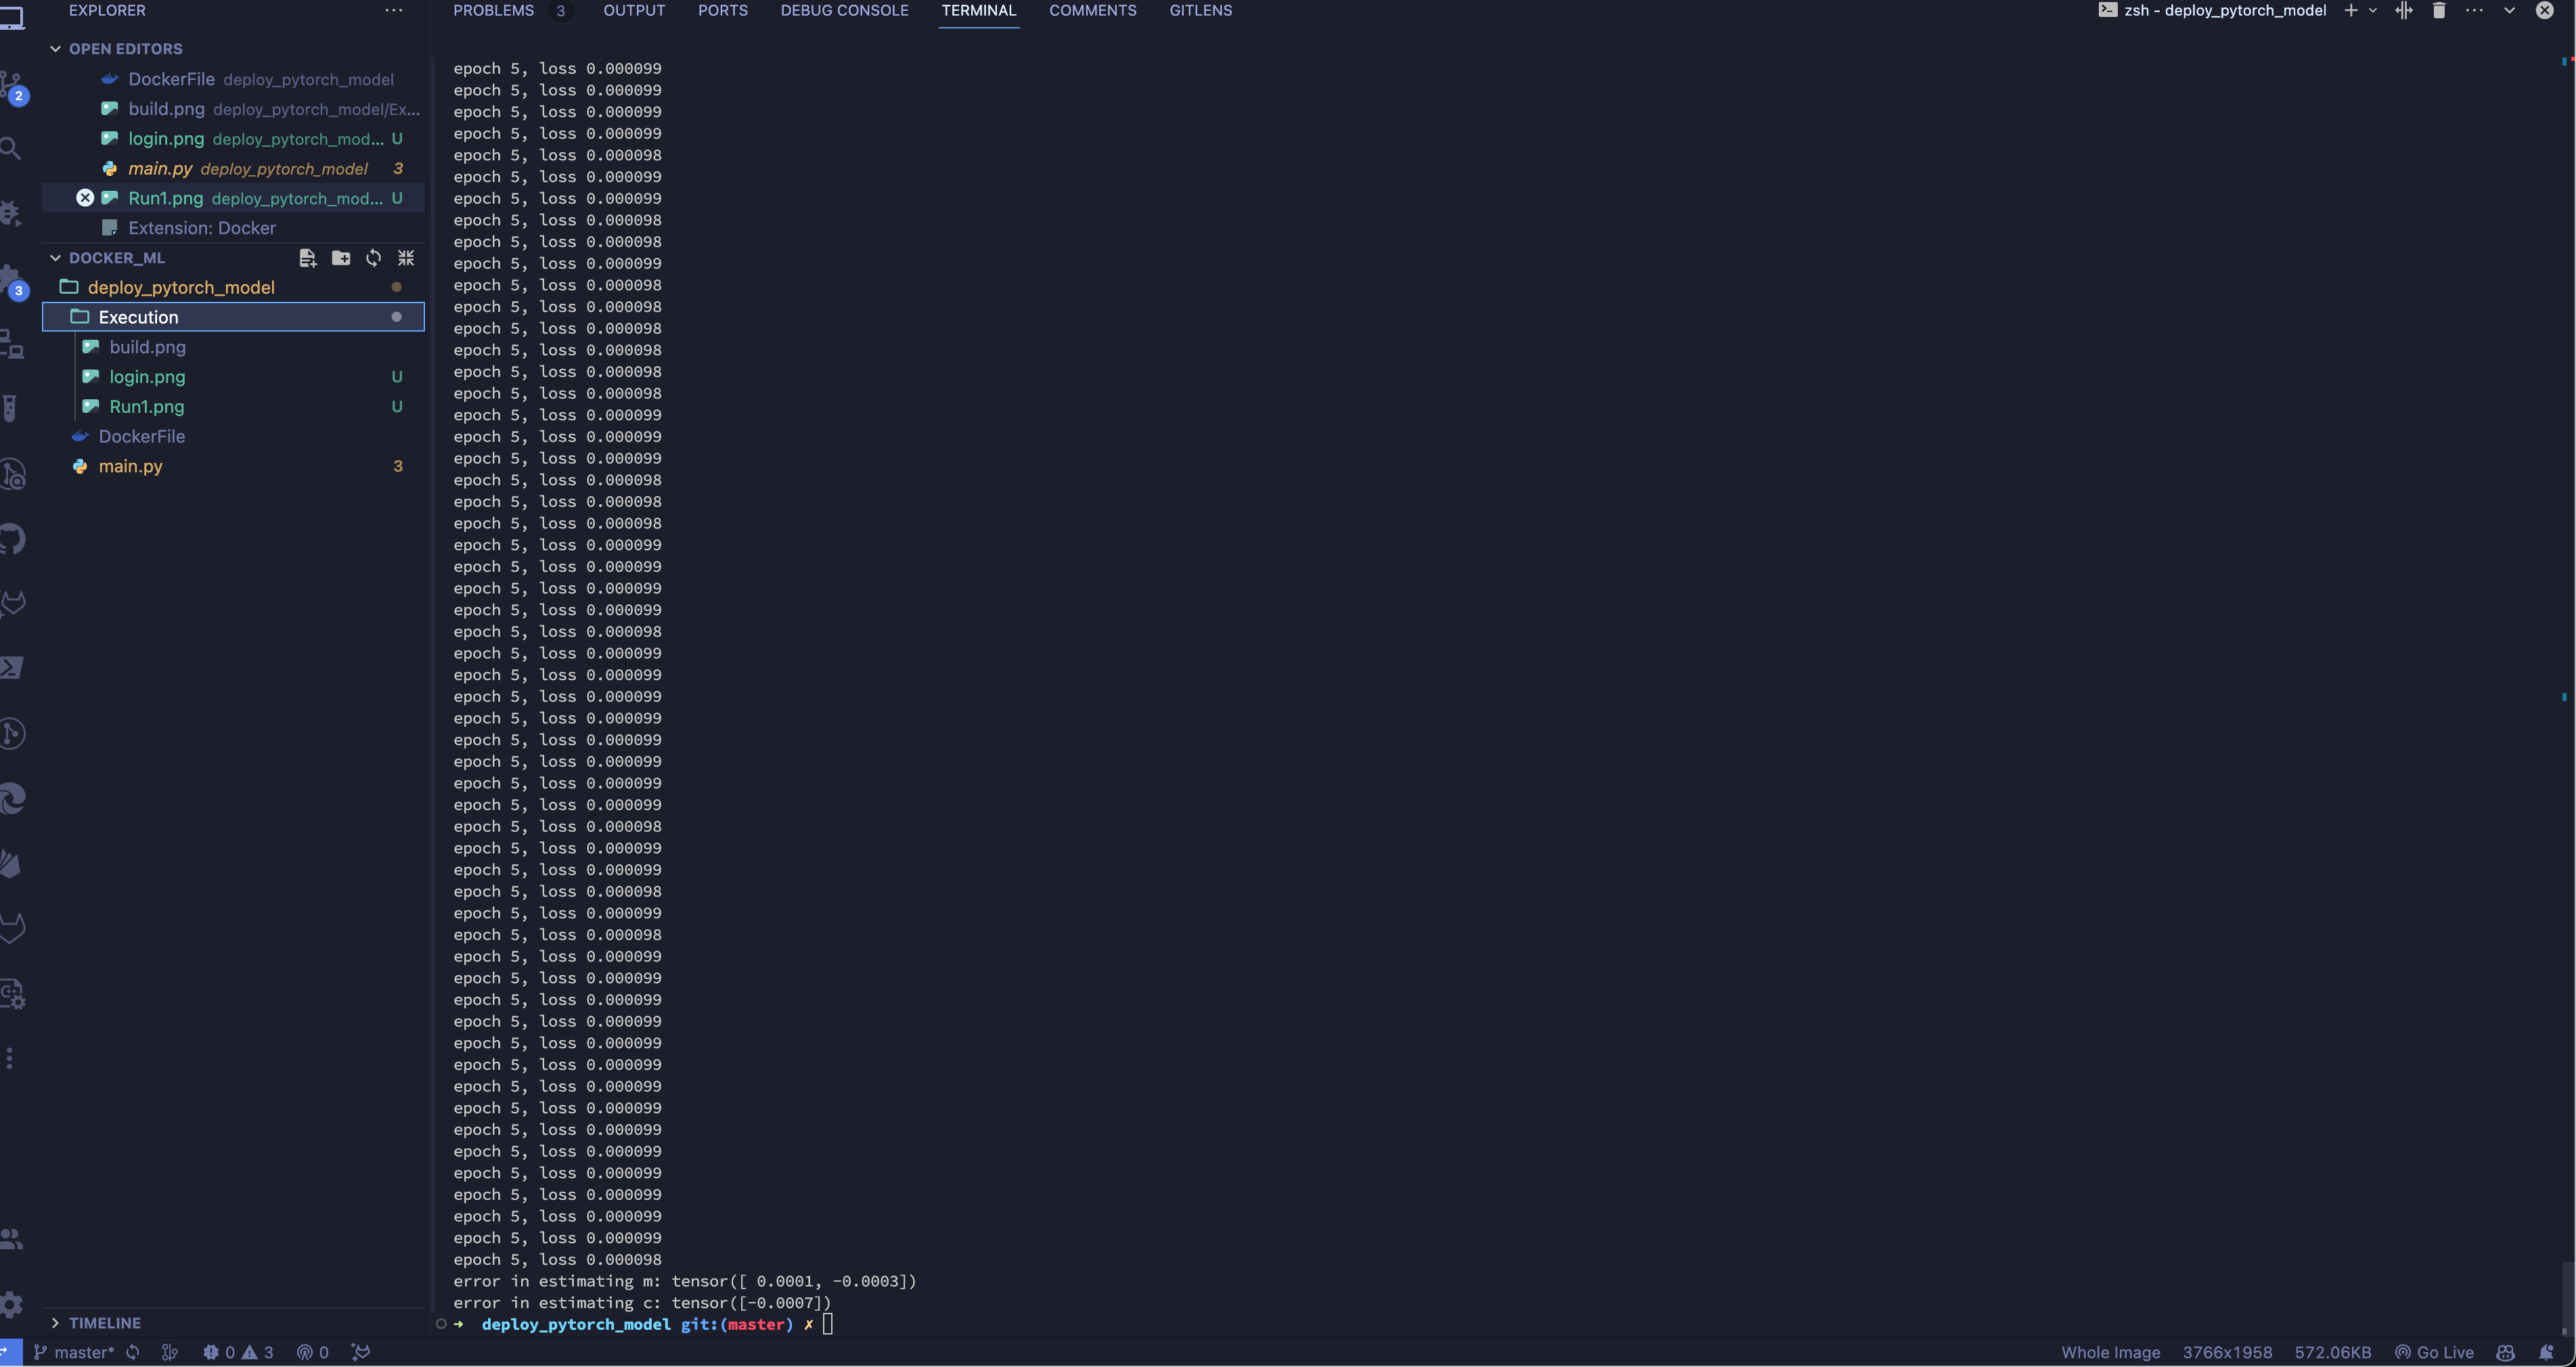 EXPLORER
OPEN EDITORS
DockerFile deploy_pytorch_model
build.png deploy_pytorch_model/Ex...
login.png deploy_pytorch_mod... U
main.py deploy_pytorch_model 3
Run1.png deploy_pytorch_mod... U
Extension: Docker
DOCKER_ML
deploy_pytorch_model
Execution
build.png
login.png U
Run1.png U
DockerFile
main.py 3
TIMELINE
2
3
PROBLEMS 3 OUTPUT PORTS DEBUG CONSOLE TERMINAL COMMENTS GITLENS
zsh - deploy_pytorch_model
epoch 5, loss 0.000099
epoch 5, loss 0.000099
epoch 5, loss 0.000099
epoch 5, loss 0.000099
epoch 5, loss 0.000098
epoch 5, loss 0.000099
epoch 5, loss 0.000099
epoch 5, loss 0.000098
epoch 5, loss 0.000098
epoch 5, loss 0.000099
epoch 5, loss 0.000098
epoch 5, loss 0.000098
epoch 5, loss 0.000098
epoch 5, loss 0.000098
epoch 5, loss 0.000098
epoch 5, loss 0.000098
epoch 5, loss 0.000099
epoch 5, loss 0.000099
epoch 5, loss 0.000099
epoch 5, loss 0.000098
epoch 5, loss 0.000098
epoch 5, loss 0.000098
epoch 5, loss 0.000099
epoch 5, loss 0.000099
epoch 5, loss 0.000099
epoch 5, loss 0.000099
epoch 5, loss 0.000098
epoch 5, loss 0.000099
epoch 5, loss 0.000099
epoch 5, loss 0.000099
epoch 5, loss 0.000099
epoch 5, loss 0.000099
epoch 5, loss 0.000099
epoch 5, loss 0.000099
epoch 5, loss 0.000099
epoch 5, loss 0.000098
epoch 5, loss 0.000099
epoch 5, loss 0.000099
epoch 5, loss 0.000098
epoch 5, loss 0.000099
epoch 5, loss 0.000098
epoch 5, loss 0.000099
epoch 5, loss 0.000099
epoch 5, loss 0.000099
epoch 5, loss 0.000099
epoch 5, loss 0.000099
epoch 5, loss 0.000099
epoch 5, loss 0.000099
epoch 5, loss 0.000099
epoch 5, loss 0.000099
epoch 5, loss 0.000099
epoch 5, loss 0.000099
epoch 5, loss 0.000099
epoch 5, loss 0.000099
epoch 5, loss 0.000099
epoch 5, loss 0.000098
error in estimating m: tensor([ 0.0001, -0.0003])
error in estimating c: tensor([-0.0007])
→ deploy_pytorch_model git:(master) ✗
master* 0 3 0
Whole Image 3766x1958 572.06KB Go Live